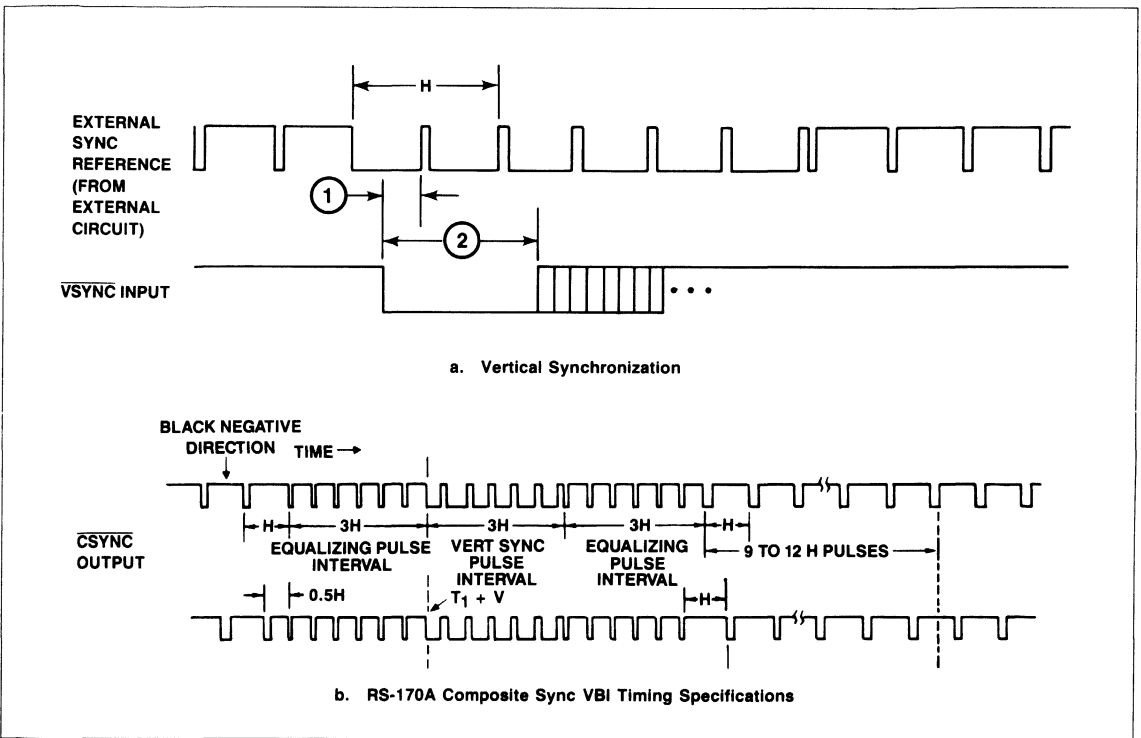 H
EXTERNAL
SYNC
REFERENCE
(FROM
EXTERNAL
CIRCUIT)
1
2
VSYNC INPUT
a. Vertical Synchronization
BLACK NEGATIVE
DIRECTION TIME
H 3H 3H 3H H
CSYNC
OUTPUT
EQUALIZING PULSE
INTERVAL
VERT SYNC
PULSE
INTERVAL
EQUALIZING
PULSE
INTERVAL
9 TO 12 H PULSES
0.5H
T1 + V
H
b. RS-170A Composite Sync VBI Timing Specifications